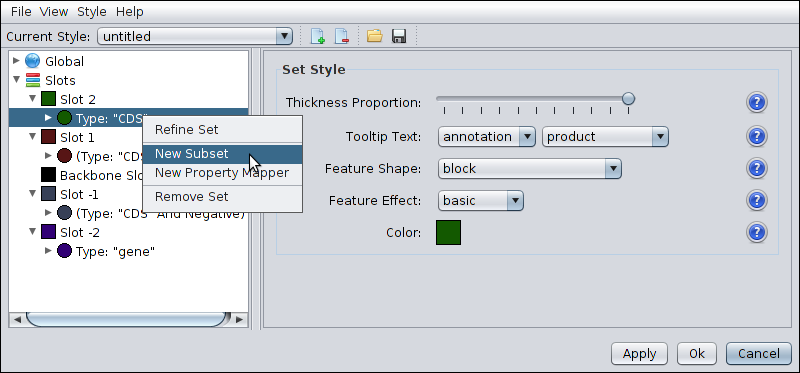 File View Style Help
Current Style: untitled
Global
Slots
Slot 2
Type: "CDS"
Slot 1
(Type: "CDS"
Backbone Slo
Slot -1
(Type: "CDS" And Negative)
Slot -2
Type: "gene"
Refine Set
New Subset
New Property Mapper
Remove Set
Set Style
Thickness Proportion: ?
Tooltip Text: annotation product ?
Feature Shape: block ?
Feature Effect: basic ?
Color: ?
Apply Ok Cancel